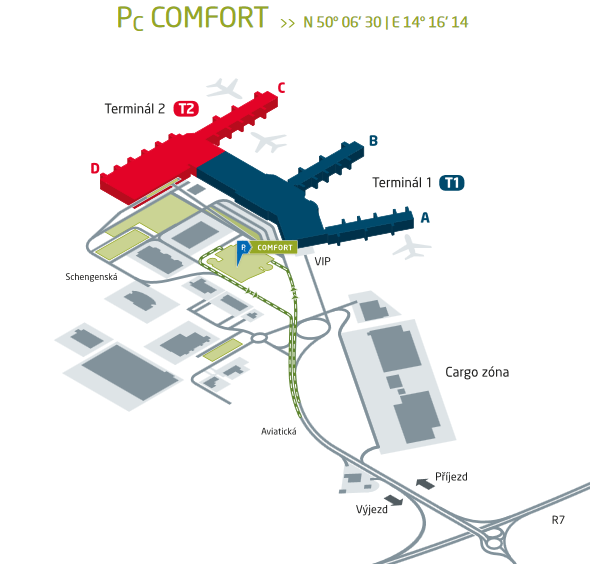 PC COMFORT >> N 50° 06′ 30 | E 14° 16′ 14
C
Terminál 2 T2
B
D
Terminál 1 T1
A
P COMFORT
VIP
Schengenská
Cargo zóna
Aviatická
Příjezd
Výjezd
R7